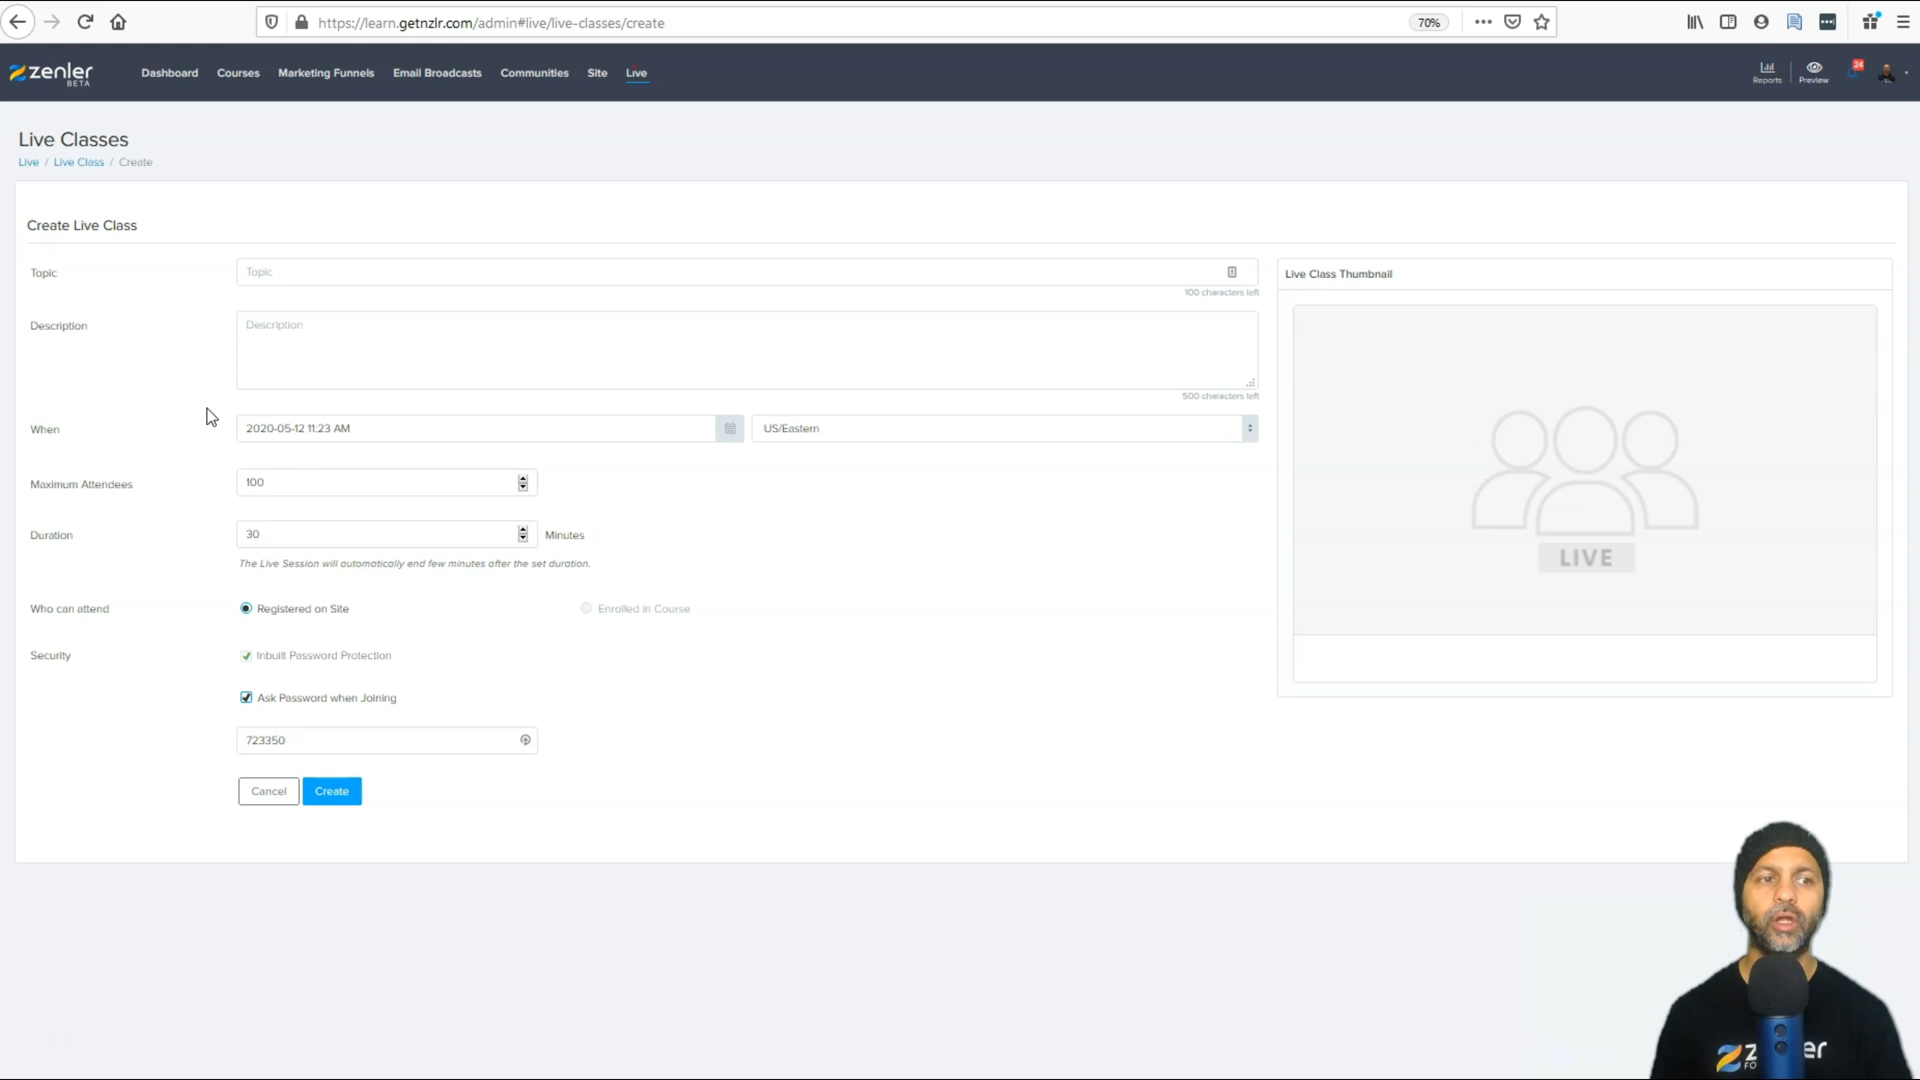 https://learn.getnzlr.com/admin#live/live-classes/create
70%
zenler
BETA
Dashboard
Courses
Marketing Funnels
Email Broadcasts
Communities
Site
Live
Reports
Preview
24
Live Classes
Live / Live Class / Create
Create Live Class
Topic
Topic
100 characters left
Description
Description
500 characters left
When
2020-05-12 11:23 AM
US/Eastern
Maximum Attendees
100
Duration
30
Minutes
The Live Session will automatically end few minutes after the set duration.
Who can attend
Registered on Site
Enrolled in Course
Security
Inbuilt Password Protection
Ask Password when Joining
723350
Cancel
Create
Live Class Thumbnail
LIVE